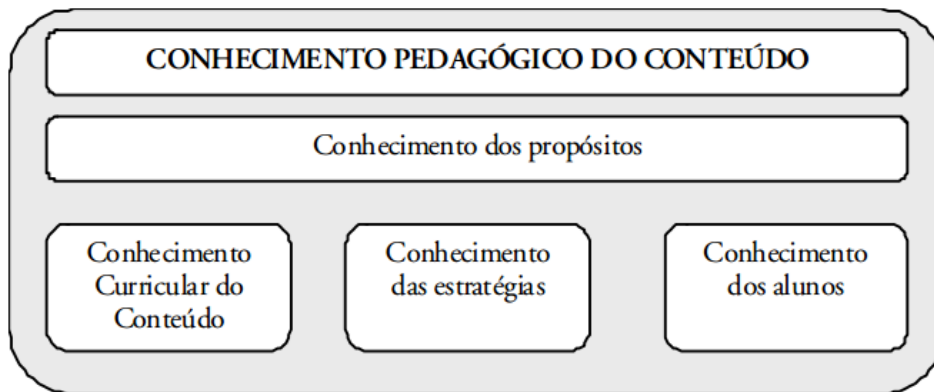 CONHECIMENTO PEDAGÓGICO DO CONTEÚDO
Conhecimento dos propósitos
Conhecimento
Curricular do
Conteúdo
Conhecimento
das estratégias
Conhecimento
dos alunos